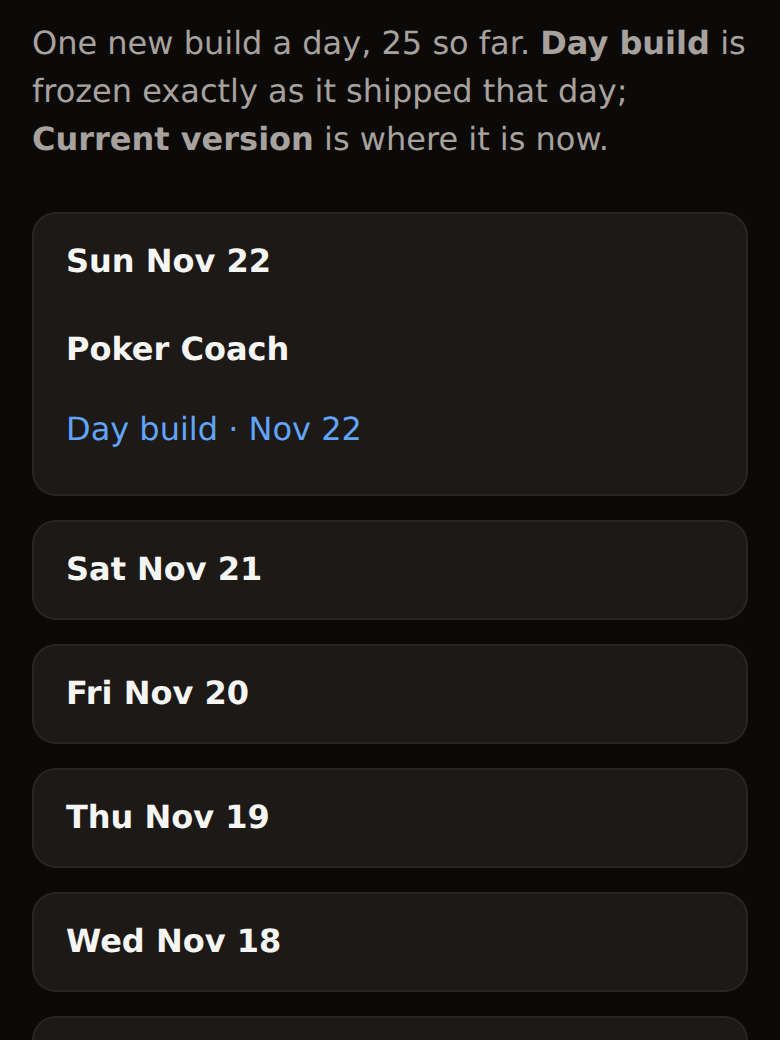 One new build a day, 25 so far. Day build is
frozen exactly as it shipped that day;
Current version is where it is now.
Sun Nov 22
Poker Coach
Day build · Nov 22
Sat Nov 21
Fri Nov 20
Thu Nov 19
Wed Nov 18